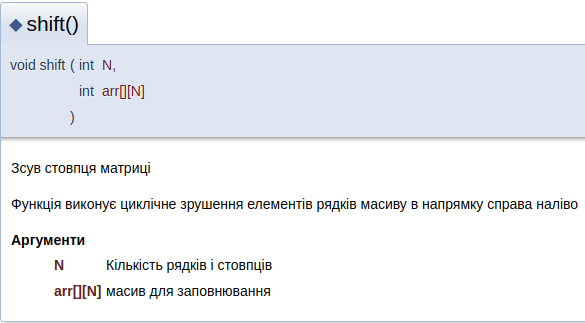 ◆ shift()
void shift ( int N,
int arr[][N]
)
Зсув стовпця матриці
Функція виконує циклічне зрушення елементів рядків масиву в напрямку справа наліво
Аргументи
N Кількість рядків і стовпців
arr[][N] масив для заповнювання